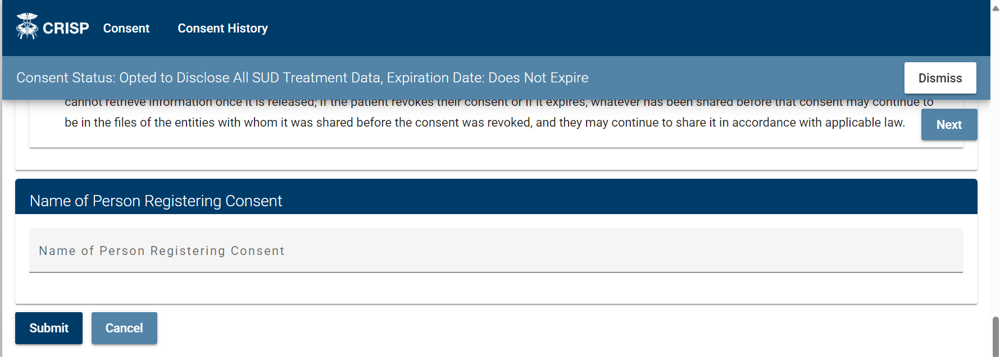 CRISP Consent Consent History
Consent Status: Opted to Disclose All SUD Treatment Data, Expiration Date: Does Not Expire Dismiss
cannot retrieve information once it is released; if the patient revokes their consent or if it expires, whatever has been shared before that consent may continue to
be in the files of the entities with whom it was shared before the consent was revoked, and they may continue to share it in accordance with applicable law.
Next
Name of Person Registering Consent
Name of Person Registering Consent
Submit Cancel